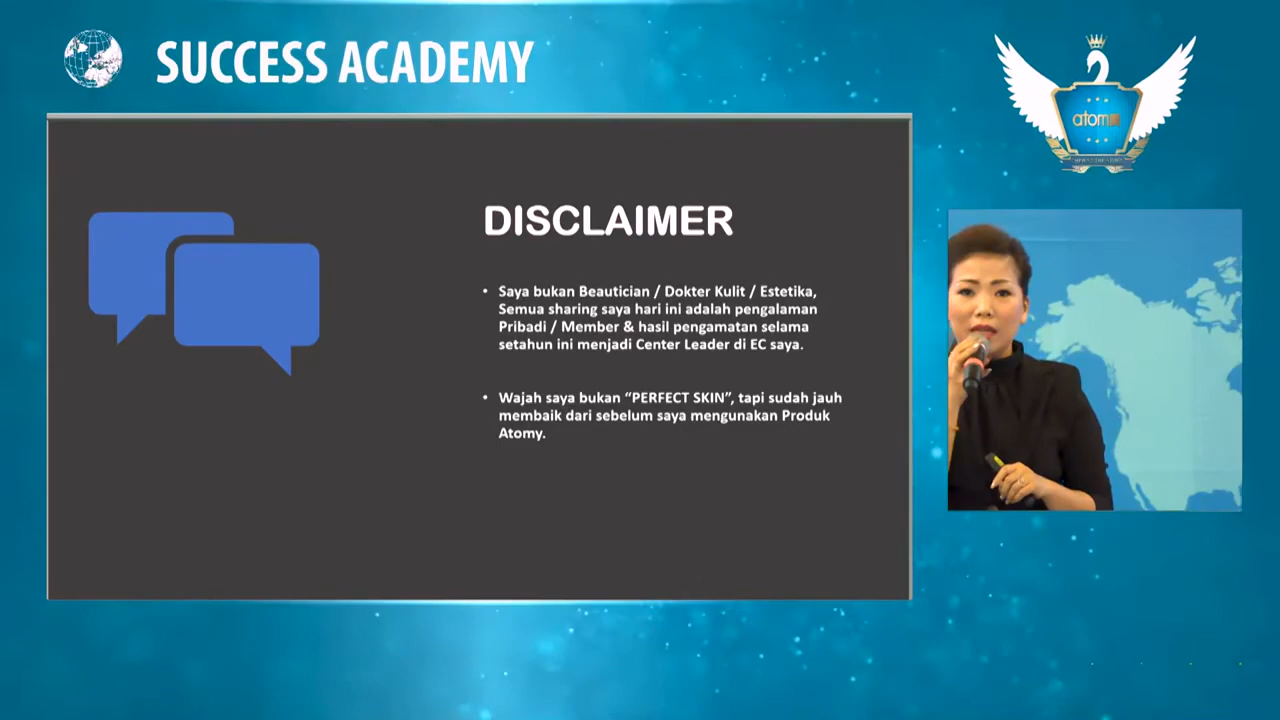 SUCCESS ACADEMY
DISCLAIMER
• Saya bukan Beautician / Dokter Kulit / Estetika,
Semua sharing saya hari ini adalah pengalaman
Pribadi / Member & hasil pengamatan selama
setahun ini menjadi Center Leader di EC saya.
• Wajah saya bukan “PERFECT SKIN”, tapi sudah jauh
membaik dari sebelum saya mengunakan Produk
Atomy.